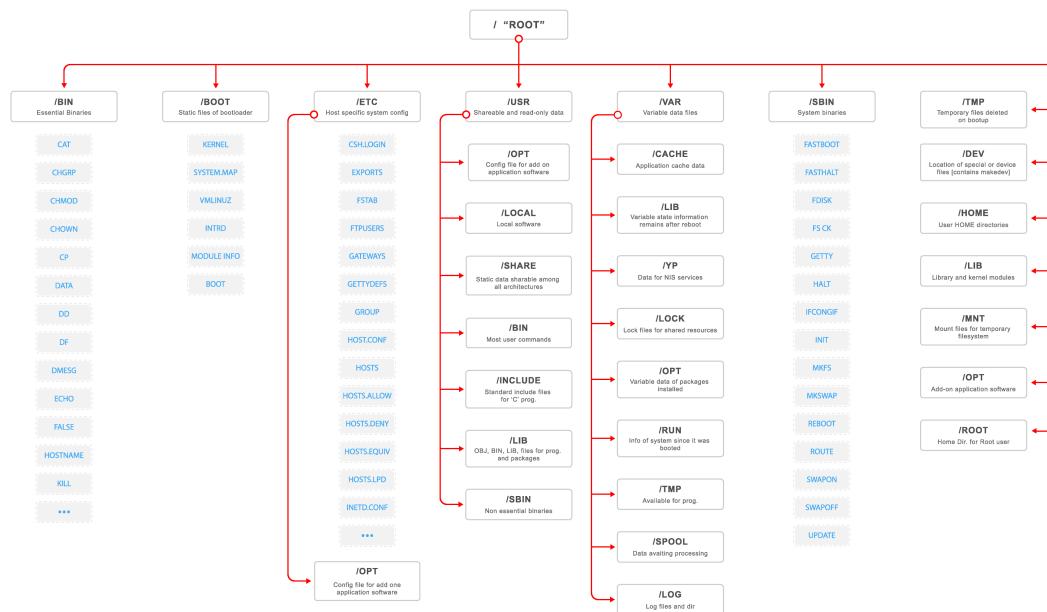 / “ROOT”
/BIN
Essential Binaries
CAT
CHGRP
CHMOD
CHOWN
CP
DATA
DD
DF
DMESG
ECHO
FALSE
HOSTNAME
KILL
•••
/BOOT
Static files of bootloader
KERNEL
SYSTEM.MAP
VMLINUZ
INTRD
MODULE INFO
BOOT
/ETC
Host specific system config
CSH.LOGIN
EXPORTS
FSTAB
FTPUSERS
GATEWAYS
GETTYDEFS
GROUP
HOST.CONF
HOSTS
HOSTS.ALLOW
HOSTS.DENY
HOSTS.EQUIV
HOSTS.LPD
INETD.CONF
•••
/OPT
Config file for add one
application software
/USR
Shareable and read-only data
/OPT
Config file for add on
application software
/LOCAL
Local software
/SHARE
Static data sharable among
all architectures
/BIN
Most user commands
/INCLUDE
Standard include files
for ‘C’ prog.
/LIB
OBJ, BIN, LIB, files for prog.
and packages
/SBIN
Non essential binaries
/VAR
Variable data files
/CACHE
Application cache data
/LIB
Variable state information
remains after reboot
/YP
Data for NIS services
/LOCK
Lock files for shared resources
/OPT
Variable data of packages
installed
/RUN
Info of system since it was
booted
/TMP
Available for prog.
/SPOOL
Data awaiting processing
/LOG
Log files and dir
/SBIN
System binaries
FASTBOOT
FASTHALT
FDISK
FS CK
GETTY
HALT
IFCONGIF
INIT
MKFS
MKSWAP
REBOOT
ROUTE
SWAPON
SWAPOFF
UPDATE
/TMP
Temporary files deleted
on bootup
/DEV
Location of special or device
files [contains makedev]
/HOME
User HOME directories
/LIB
Library and kernel modules
/MNT
Mount files for temporary
filesystem
/OPT
Add-on application software
/ROOT
Home Dir. for Root user